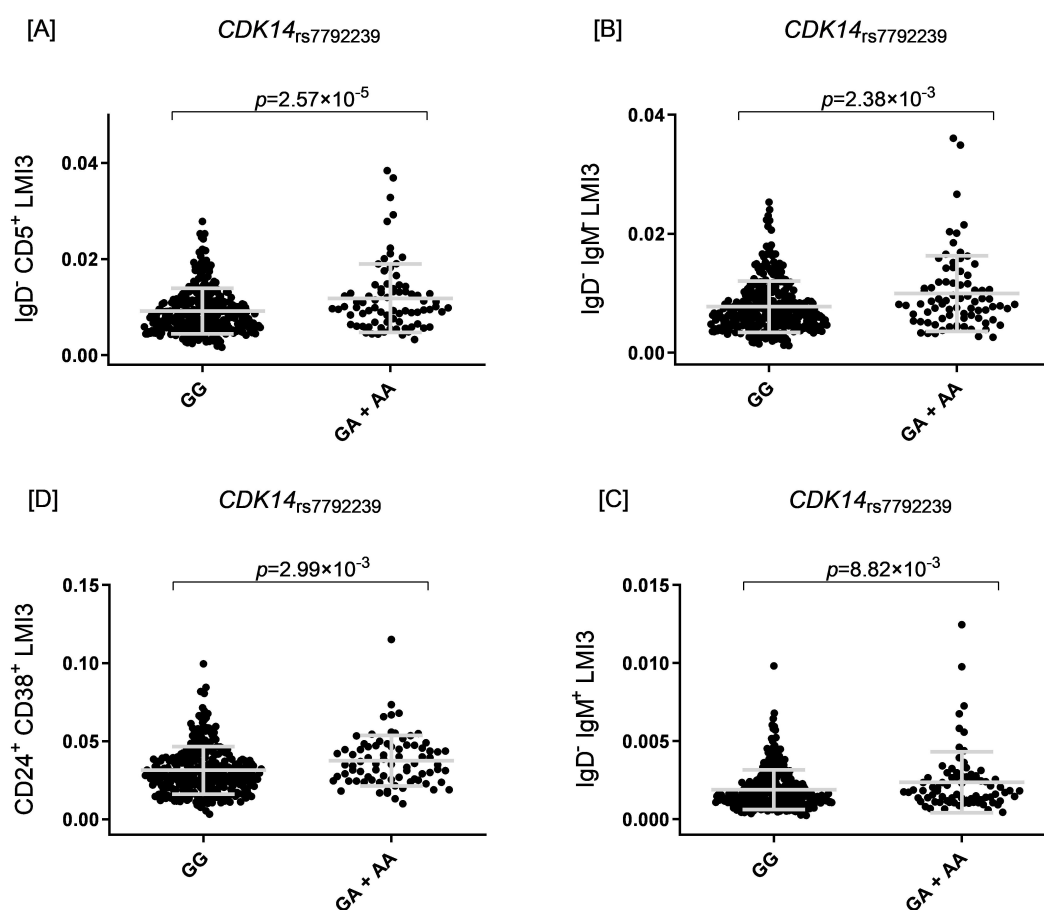 [A]
CDK14rs7792239
p=2.57×10-5
IgD- CD5+ LMI3
0.04
0.02
0.00
GG
GA + AA
[B]
CDK14rs7792239
p=2.38×10-3
IgD- IgM- LMI3
0.04
0.02
0.00
GG
GA + AA
[D]
CDK14rs7792239
p=2.99×10-3
CD24+ CD38+ LMI3
0.15
0.10
0.05
0.00
GG
GA + AA
[C]
CDK14rs7792239
p=8.82×10-3
IgD- IgM+ LMI3
0.015
0.010
0.005
0.000
GG
GA + AA